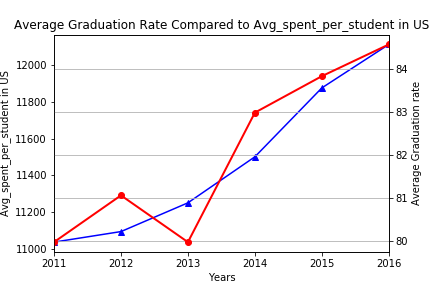 Average Graduation Rate Compared to Avg_spent_per_student in US
Avg_spent_per_student in US
12000
11800
11600
11400
11200
11000
84
83
82
81
80
Average Graduation rate
2011 2012 2013 2014 2015 2016
Years